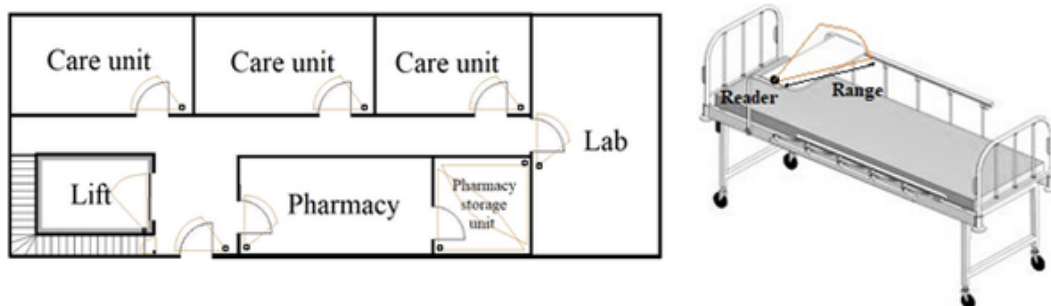 Care unit
Care unit
Care unit
Lab
Lift
Pharmacy
Pharmacy
storage
unit
Reader
Range